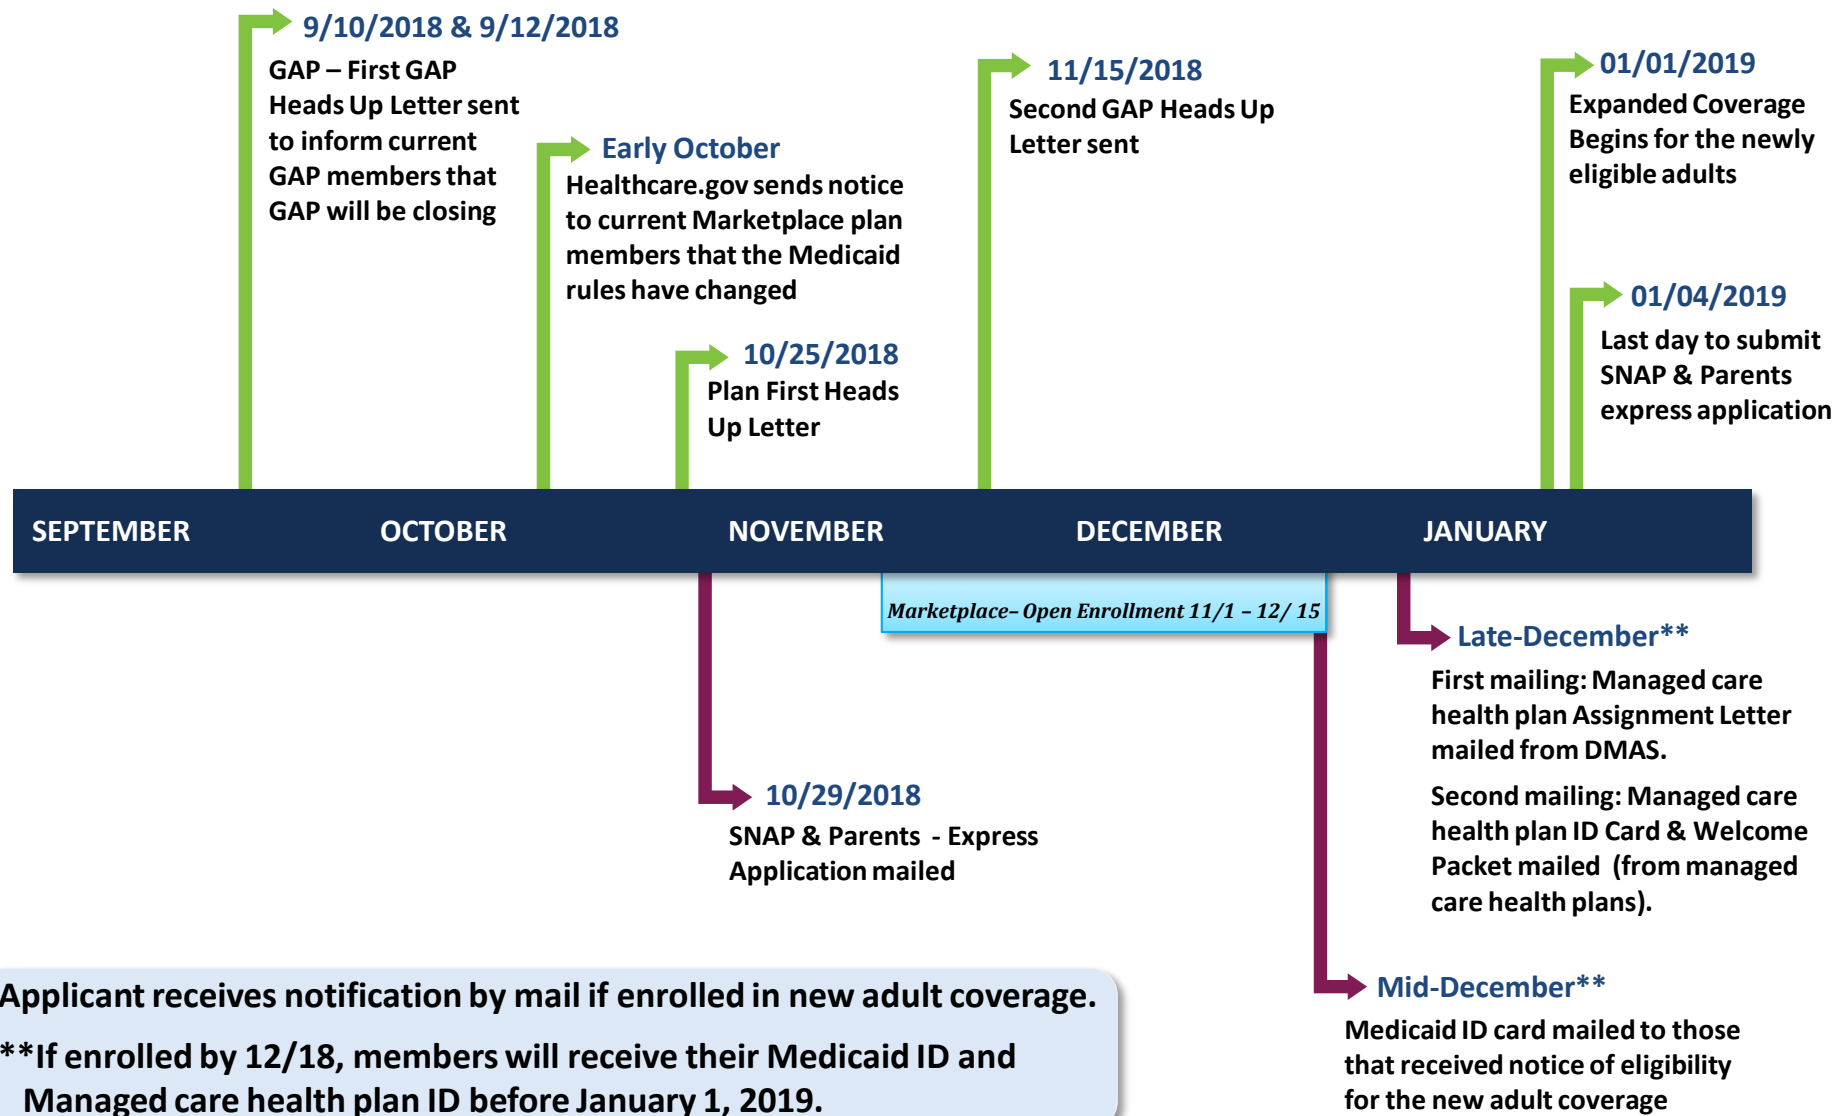 9/10/2018 & 9/12/2018
GAP – First GAP
Heads Up Letter sent
to inform current
GAP members that
GAP will be closing
Early October
Healthcare.gov sends notice
to current Marketplace plan
members that the Medicaid
rules have changed
10/25/2018
Plan First Heads
Up Letter
11/15/2018
Second GAP Heads Up
Letter sent
01/01/2019
Expanded Coverage
Begins for the newly
eligible adults
01/04/2019
Last day to submit
SNAP & Parents
express application
SEPTEMBER OCTOBER NOVEMBER DECEMBER JANUARY
Marketplace– Open Enrollment 11/1 – 12/ 15
10/29/2018
SNAP & Parents - Express
Application mailed
Late-December**
First mailing: Managed care
health plan Assignment Letter
mailed from DMAS.
Second mailing: Managed care
health plan ID Card & Welcome
Packet mailed (from managed
care health plans).
Mid-December**
Medicaid ID card mailed to those
that received notice of eligibility
for the new adult coverage
Applicant receives notification by mail if enrolled in new adult coverage.
**If enrolled by 12/18, members will receive their Medicaid ID and
Managed care health plan ID before January 1, 2019.